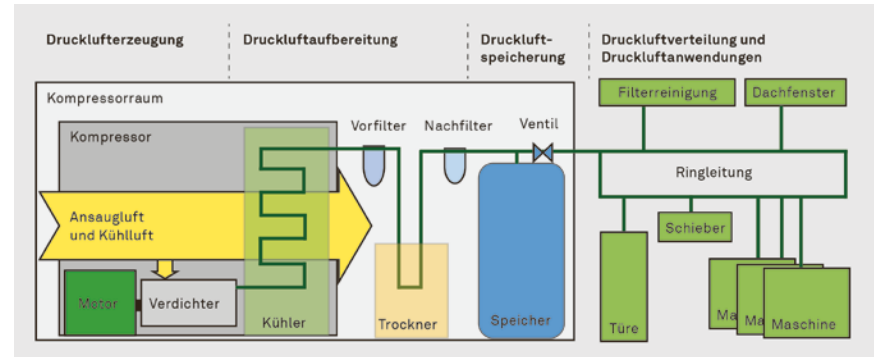 Drucklufterzeugung
Druckluftaufbereitung
Druckluft-
speicherung
Druckluftverteilung und
Druckluftanwendungen
Kompressorraum
Kompressor
Vorfilter
Nachfilter
Ventil
Filterreinigung
Dachfenster
Ringleitung
Ansaugluft
und Kühlluft
Schieber
Motor
Verdichter
Kühler
Trockner
Speicher
Türe
Ma
Ma
Maschine